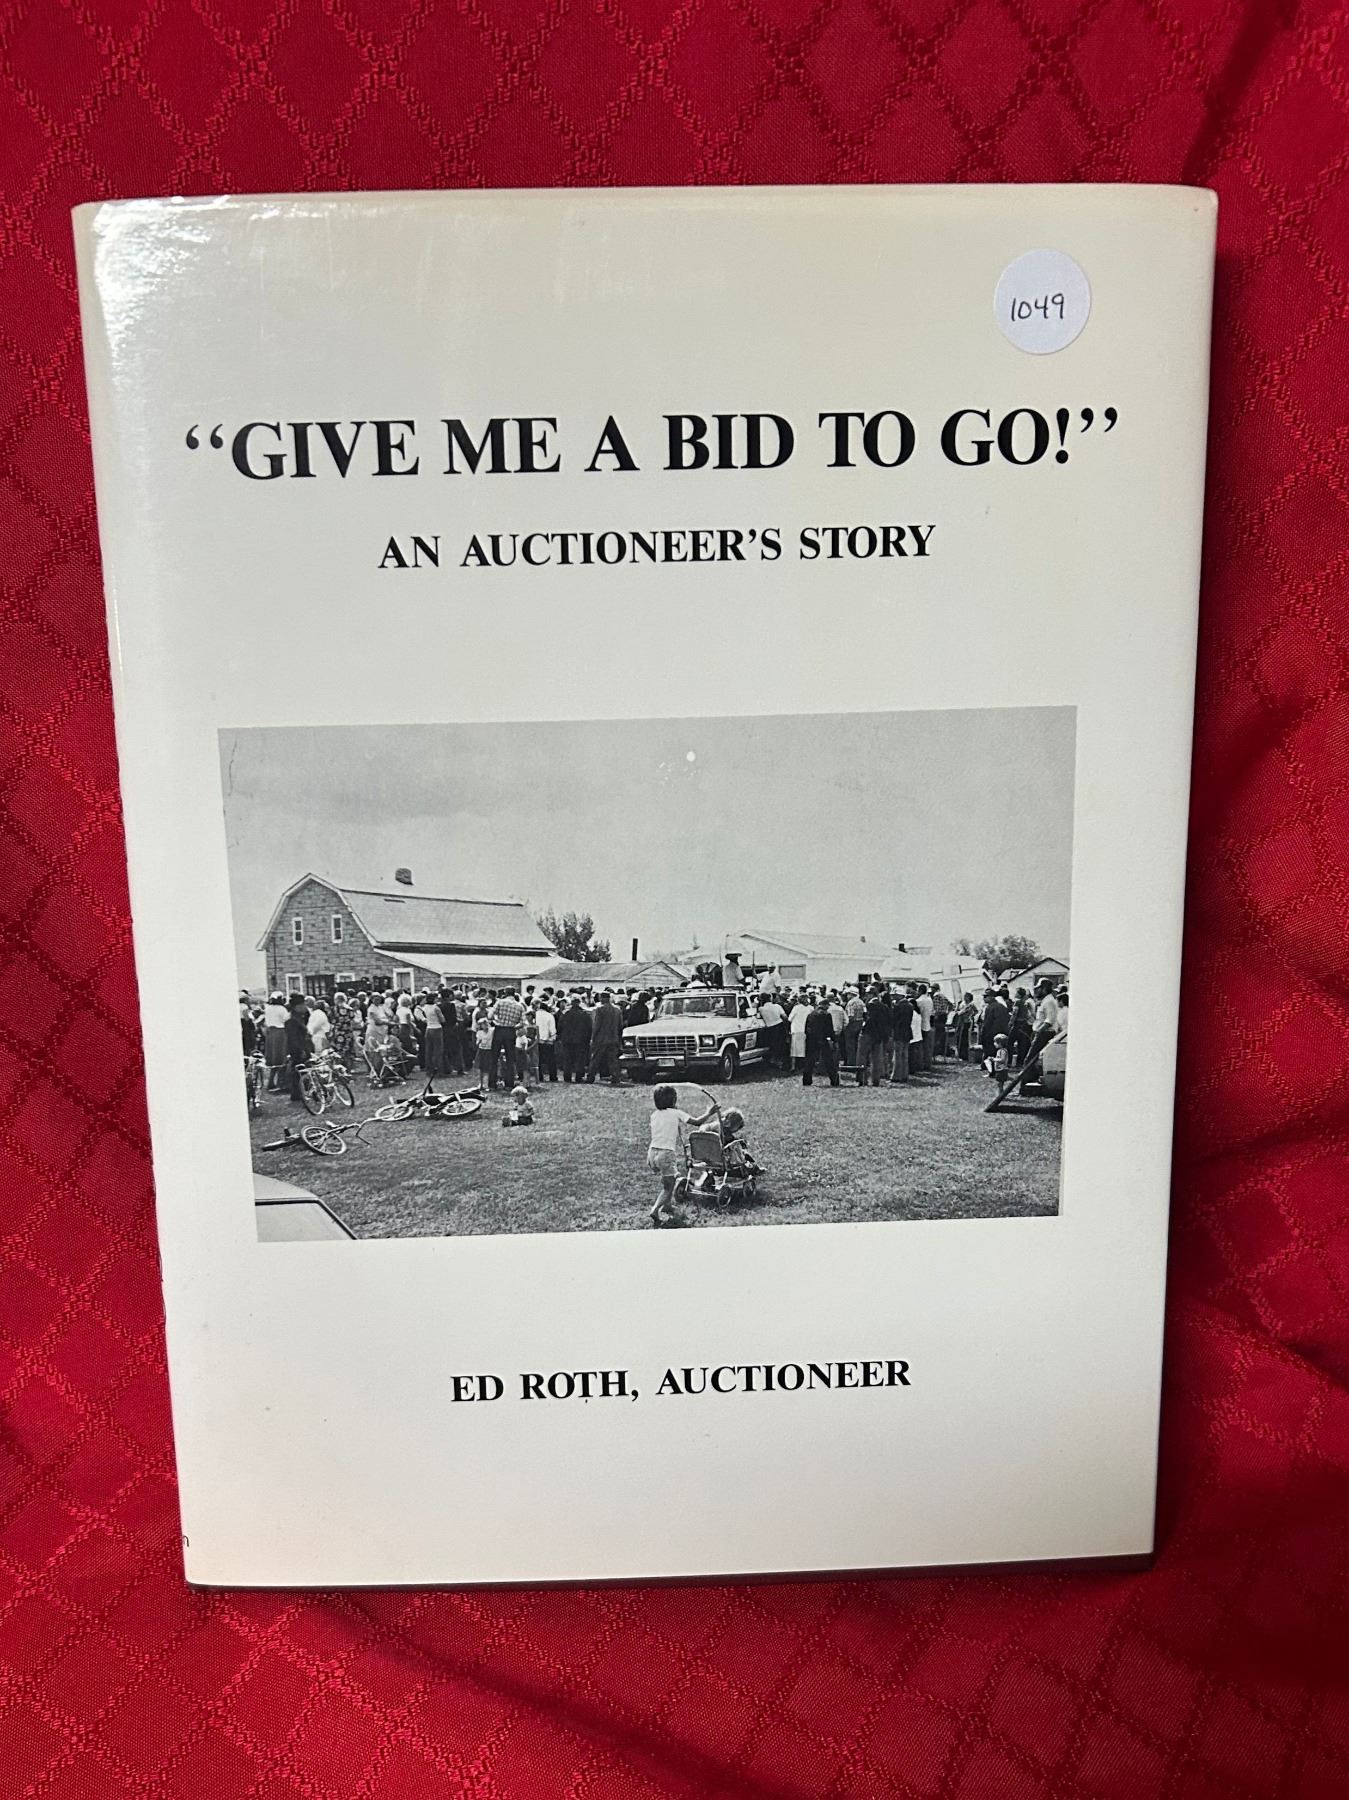 1049
“GIVE ME A BID TO GO!”
AN AUCTIONEER’S STORY
ED ROTH, AUCTIONEER